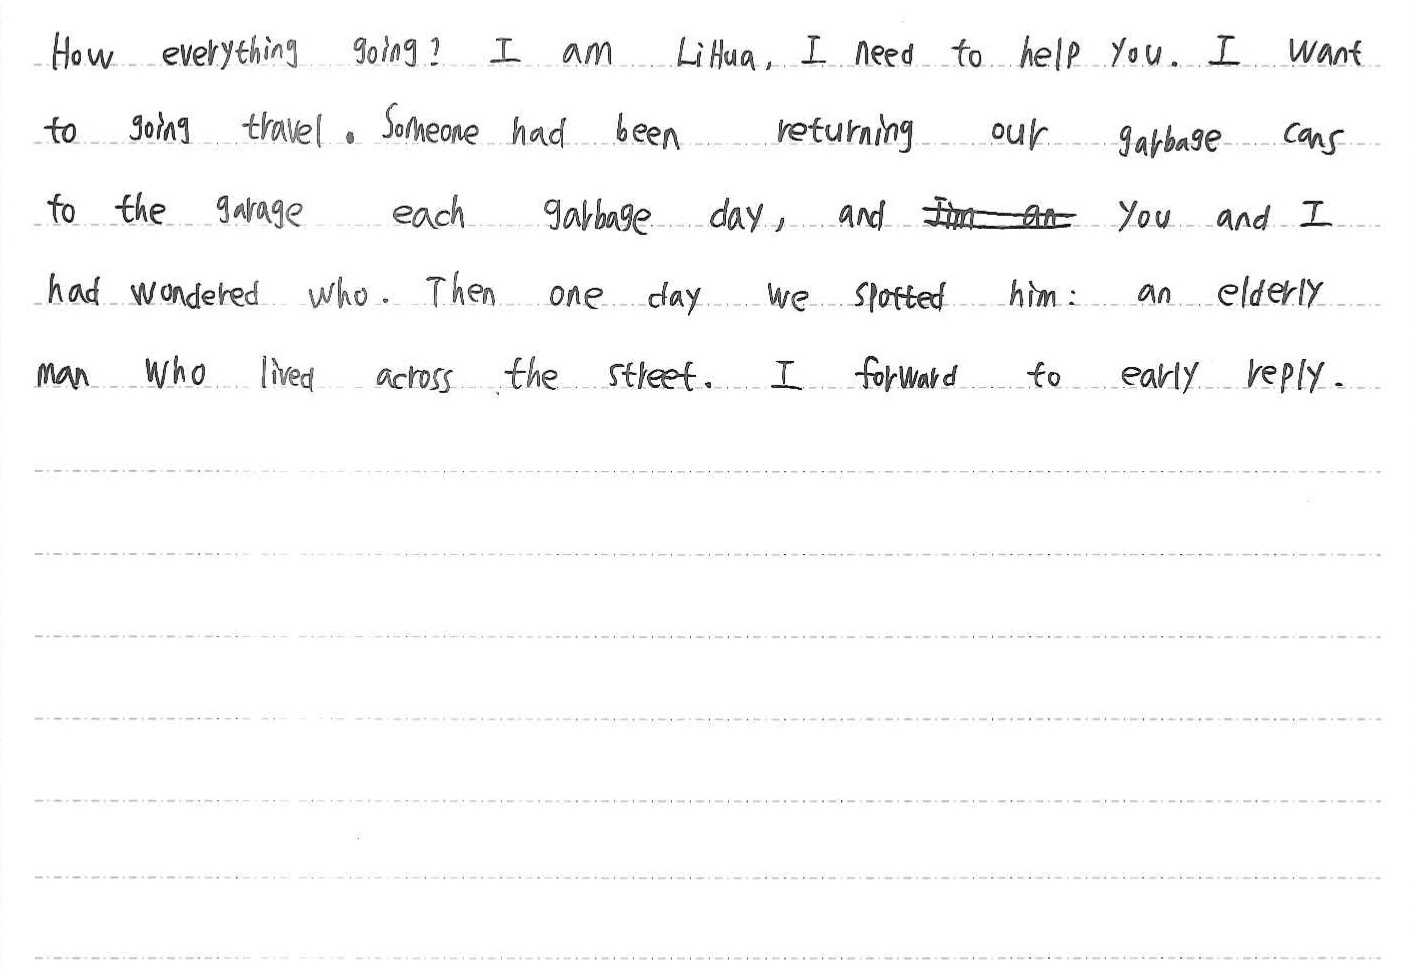 How everything going? I am LiHua, I need to help you. I want
to going travel. Someone had been returning our garbage cans
to the garage each garbage day, and Jim an you and I
had wondered who. Then one day we spotted him: an elderly
man who lived across the street. I forward to early reply.